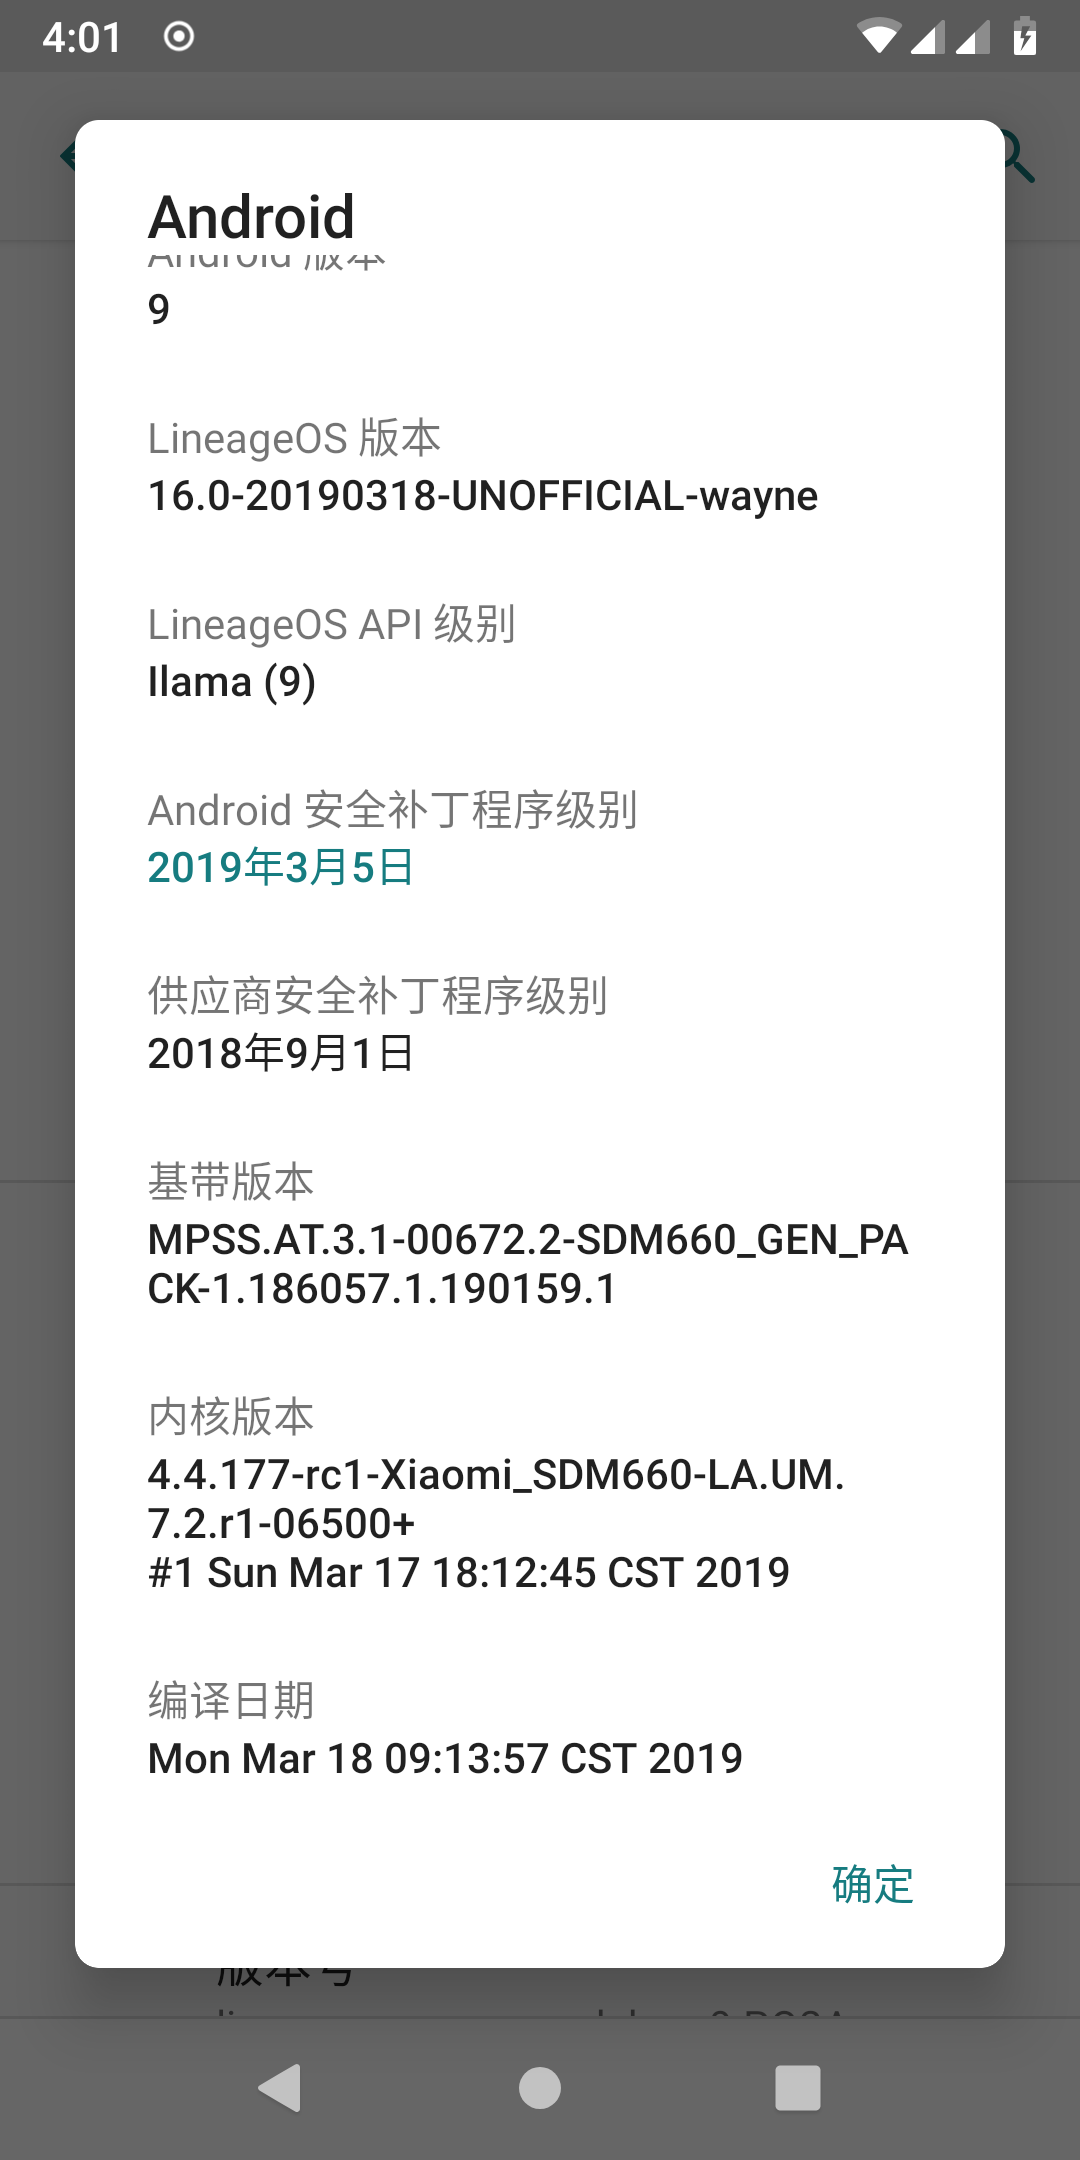 4:01
Android
Android 版本
9
LineageOS 版本
16.0-20190318-UNOFFICIAL-wayne
LineageOS API 级别
Ilama (9)
Android 安全补丁程序级别
2019年3月5日
供应商安全补丁程序级别
2018年9月1日
基带版本
MPSS.AT.3.1-00672.2-SDM660_GEN_PA
CK-1.186057.1.190159.1
内核版本
4.4.177-rc1-Xiaomi_SDM660-LA.UM.
7.2.r1-06500+
#1 Sun Mar 17 18:12:45 CST 2019
编译日期
Mon Mar 18 09:13:57 CST 2019
确定
版本号